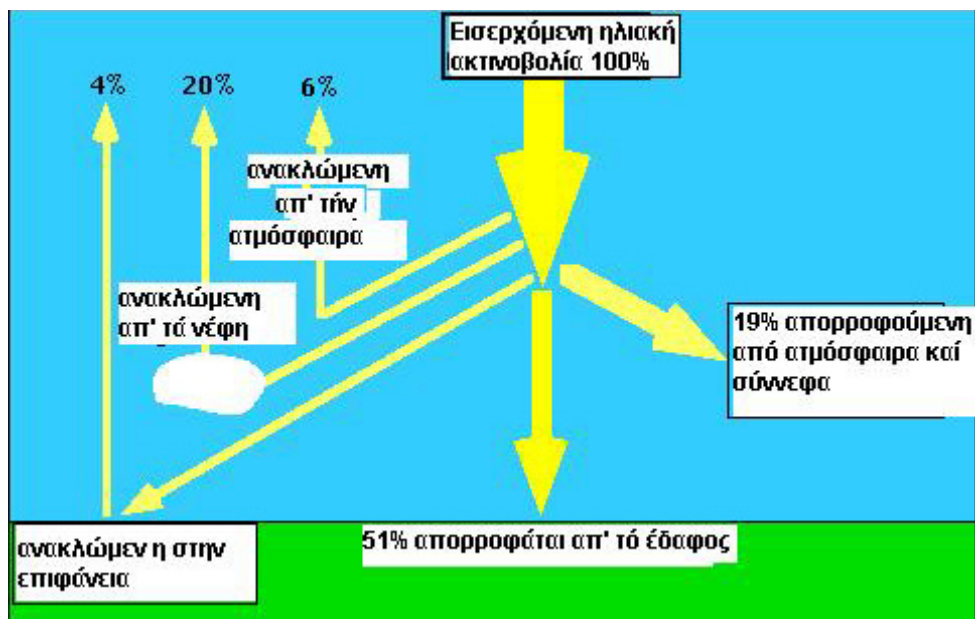 Εισερχόμενη ηλιακή
ακτινοβολία 100%
4% 20% 6%
ανακλώμενη
απ' τήν
ατμόσφαιρα
ανακλώμενη
απ' τά νέφη
19% απορροφούμενη
από ατμόσφαιρα καί
σύννεφα
ανακλώμεν η στην
επιφάνεια
51% απορροφάται απ' τό έδαφος